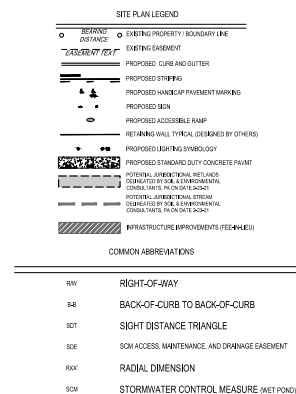 SITE PLAN LEGEND
BEARING
DISTANCE
EXISTING PROPERTY / BOUNDARY LINE
EASEMENT TEXT
EXISTING EASEMENT
PROPOSED CURB AND GUTTER
PROPOSED STRIPING
PROPOSED HANDICAP PAVEMENT MARKING
PROPOSED SIGN
PROPOSED ACCESSIBLE RAMP
RETAINING WALL TYPICAL (DESIGNED BY OTHERS)
PROPOSED LIGHTING SYMBOLOGY
PROPOSED STANDARD DUTY CONCRETE PAVMT
POTENTIAL JURISDICTIONAL WETLANDS
DELINEATED BY SOIL & ENVIRONMENTAL
CONSULTANTS, PA ON DATE 2-23-21
POTENTIAL JURISDICTIONAL STREAM
DELINEATED BY SOIL & ENVIRONMENTAL
CONSULTANTS, PA ON DATE 2-23-21
INFRASTRUCTURE IMPROVEMENTS (FEE-IN-LIEU)
COMMON ABBREVIATIONS
R/W RIGHT-OF-WAY
B-B BACK-OF-CURB TO BACK-OF-CURB
SDT SIGHT DISTANCE TRIANGLE
SDE SCM ACCESS, MAINTENANCE, AND DRAINAGE EASEMENT
RXX' RADIAL DIMENSION
SCM STORMWATER CONTROL MEASURE (WET POND)